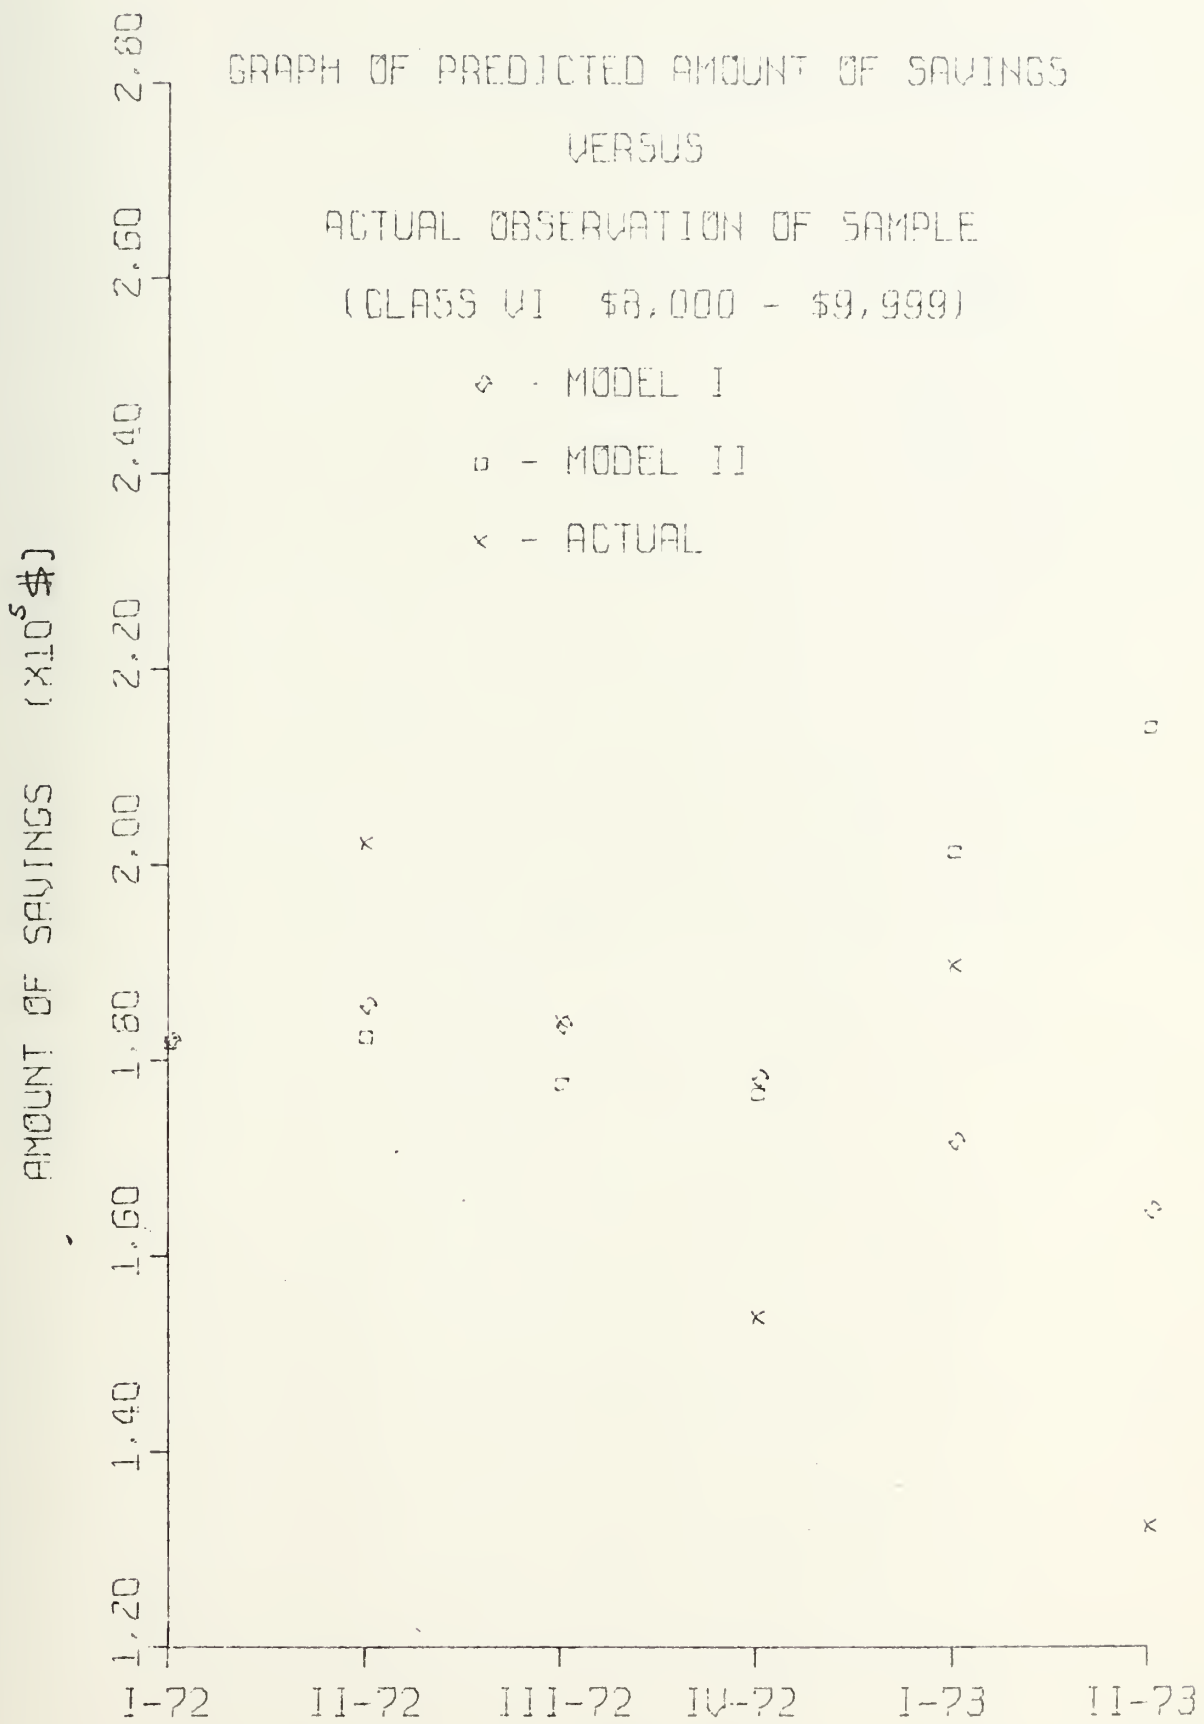 GRAPH OF PREDICTED AMOUNT OF SAVINGS
VERSUS
ACTUAL OBSERVATION OF SAMPLE
(CLASS VI $8,000 - $9,999)
◇ - MODEL I
□ - MODEL II
× - ACTUAL
AMOUNT OF SAVINGS (X10⁵ $)
2.80
2.60
2.40
2.20
2.00
1.80
1.60
1.40
1.20
I-72 II-72 III-72 IV-72 I-73 II-73